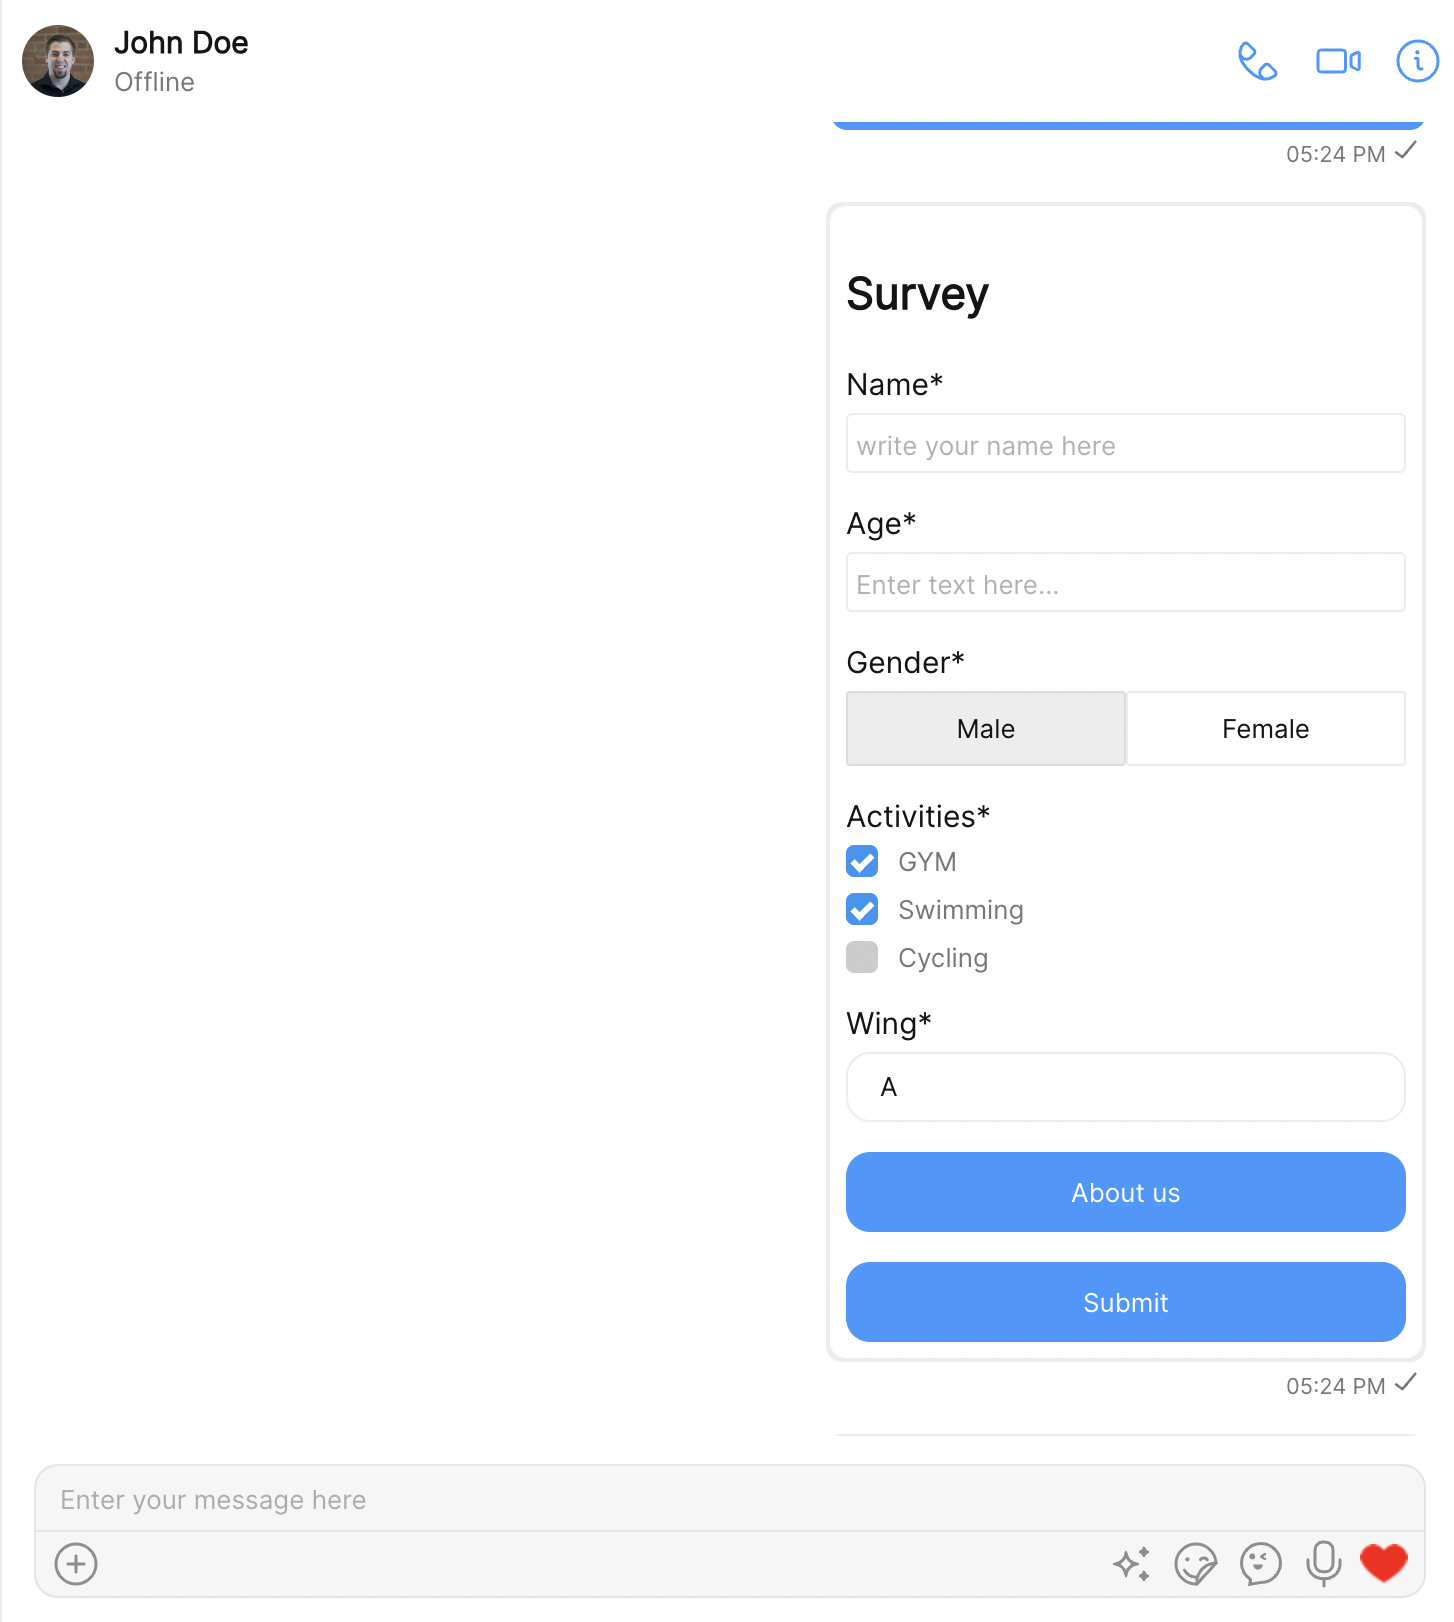 John Doe
Offline
05:24 PM
Survey
Name*
write your name here
Age*
Enter text here...
Gender*
Male Female
Activities*
GYM
Swimming
Cycling
Wing*
A
About us
Submit
05:24 PM
Enter your message here